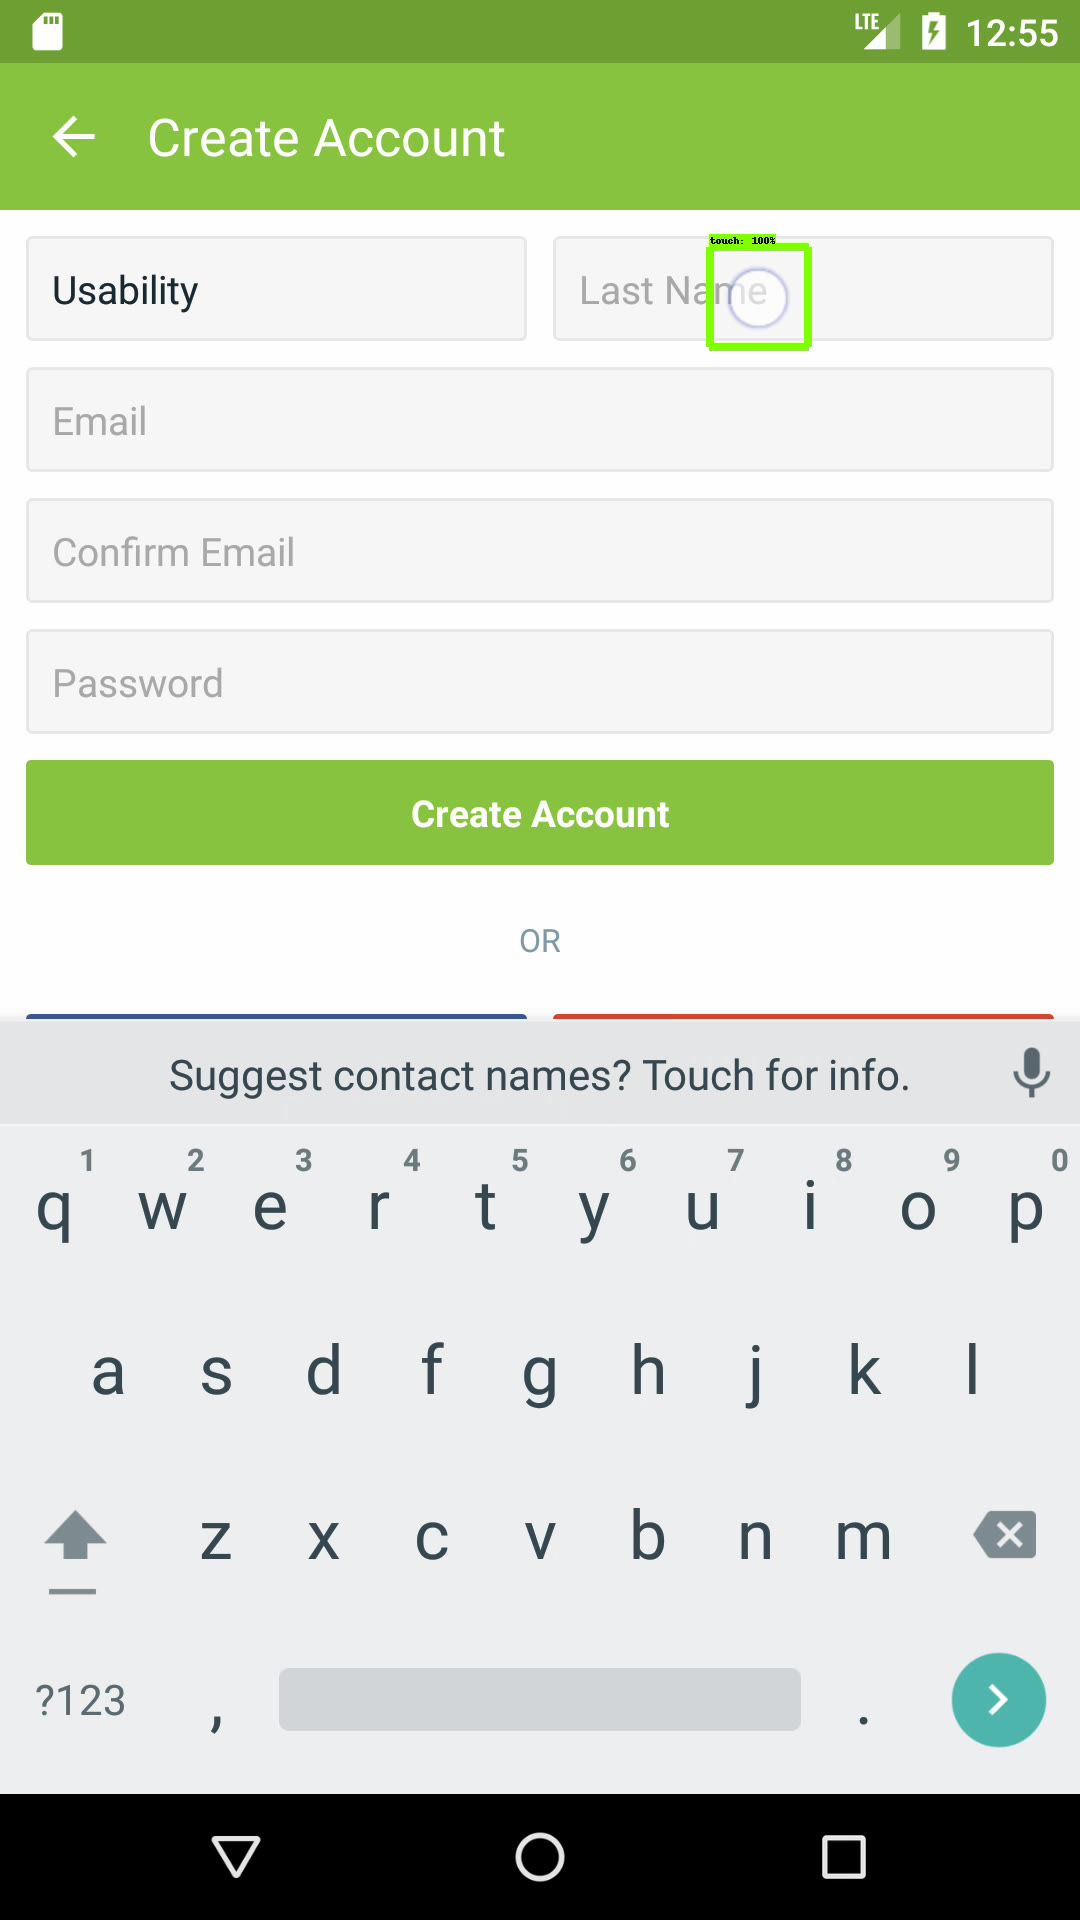 LTE 12:55
Create Account
touch: 100%
Usability Last Name
Email
Confirm Email
Password
Create Account
OR
Suggest contact names? Touch for info.
1 2 3 4 5 6 7 8 9 0
q w e r t y u i o p
a s d f g h j k l
z x c v b n m
?123 , .